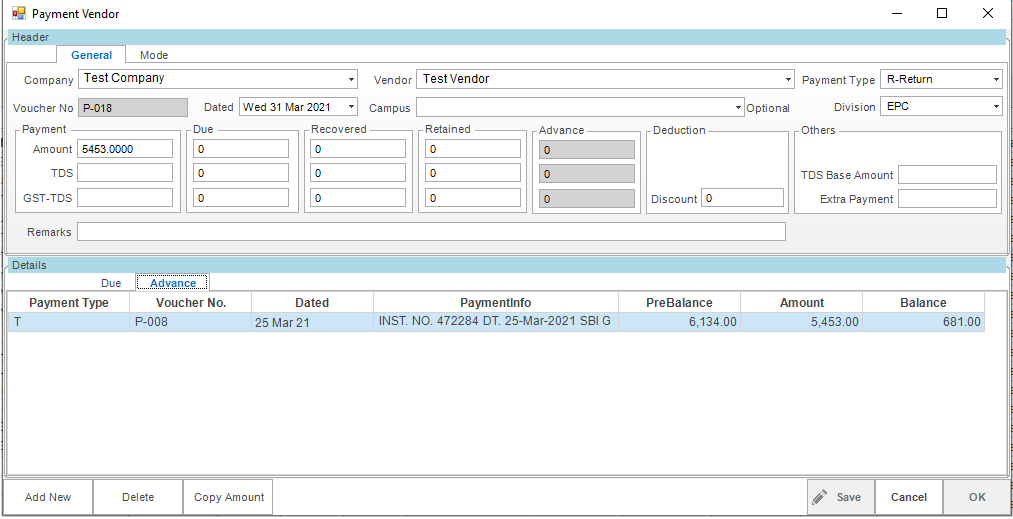 Payment Vendor
Header
General Mode
Company Test Company Vendor Test Vendor Payment Type R-Return
Voucher No P-018 Dated Wed 31 Mar 2021 Campus Optional Division EPC
Payment Due Recovered Retained Advance Deduction Others
Amount 5453.0000 0 0 0 0
TDS 0 0 0 0 TDS Base Amount
GST-TDS 0 0 0 0 Discount 0 Extra Payment
Remarks
Details
Due Advance
Payment Type Voucher No. Dated PaymentInfo PreBalance Amount Balance
T P-008 25 Mar 21 INST. NO. 472284 DT. 25-Mar-2021 SBI G 6,134.00 5,453.00 681.00
Add New Delete Copy Amount Save Cancel OK